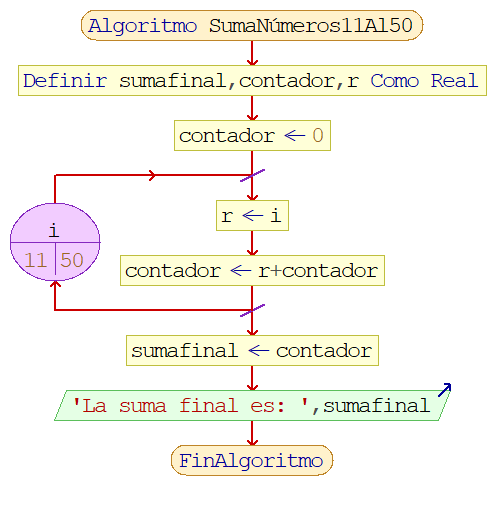 Algoritmo SumaNúmeros11Al50
Definir sumafinal,contador,r Como Real
contador ← 0
i
11 50
r ← i
contador ← r+contador
sumafinal ← contador
'La suma final es: ',sumafinal
FinAlgoritmo